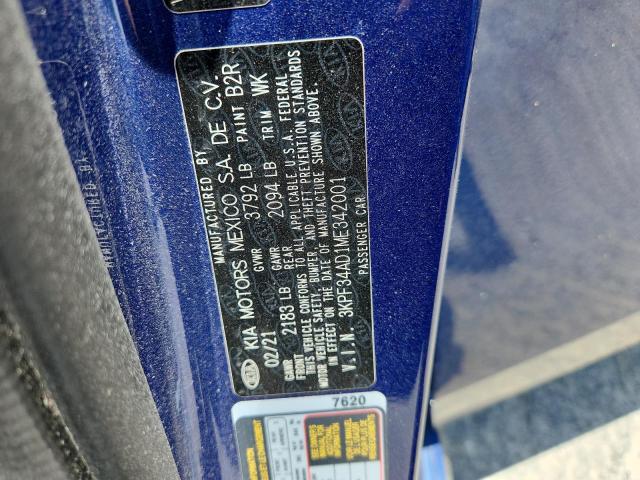 MANUFACTURED BY
KIA MOTORS MEXICO S.A. DE C.V.
02/21 GVWR 3792 LB PAINT B2R
GAWR FRONT 2183 LB GAWR REAR 2094 LB TRIM WK
THIS VEHICLE CONFORMS TO ALL APPLICABLE U.S.A. FEDERAL
MOTOR VEHICLE SAFETY, BUMPER, AND THEFT PREVENTION STANDARDS
IN EFFECT ON THE DATE OF MANUFACTURE SHOWN ABOVE.
V.I.N. 3KPF34AD1ME342001
PASSENGER CAR
KIA
7620